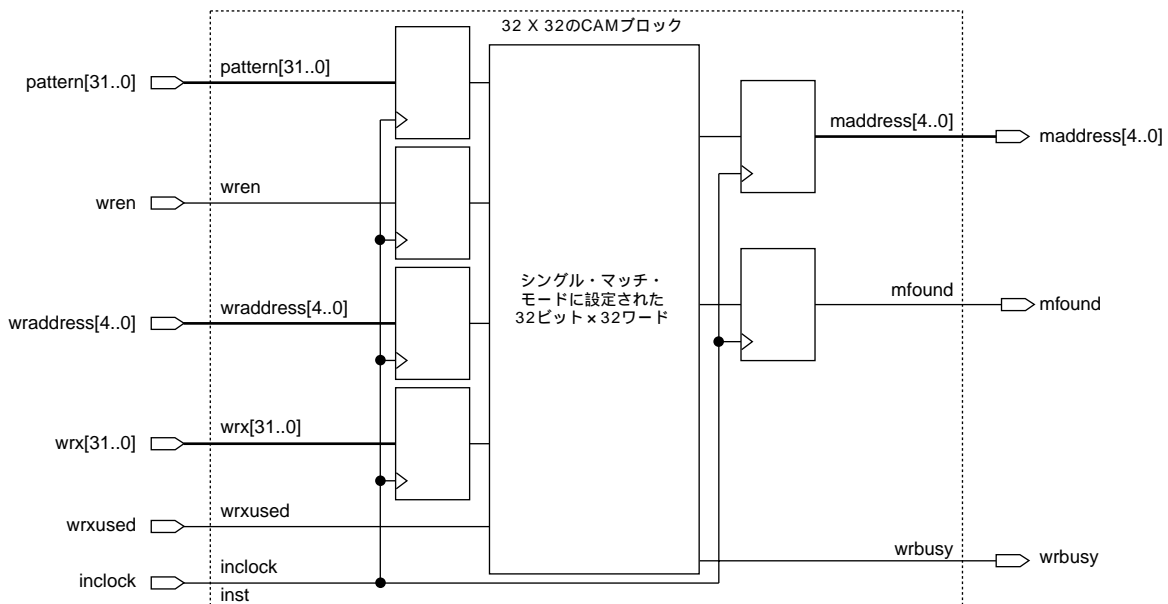 32 X 32のCAMブロック
pattern[31..0]
pattern[31..0]
maddress[4..0]
maddress[4..0]
wren
wren
シングル・マッチ・
モードに設定された
32ビット×32ワード
mfound
mfound
wraddress[4..0]
wraddress[4..0]
wrx[31..0]
wrx[31..0]
wrxused
wrxused
wrbusy
wrbusy
inclock
inclock
inst